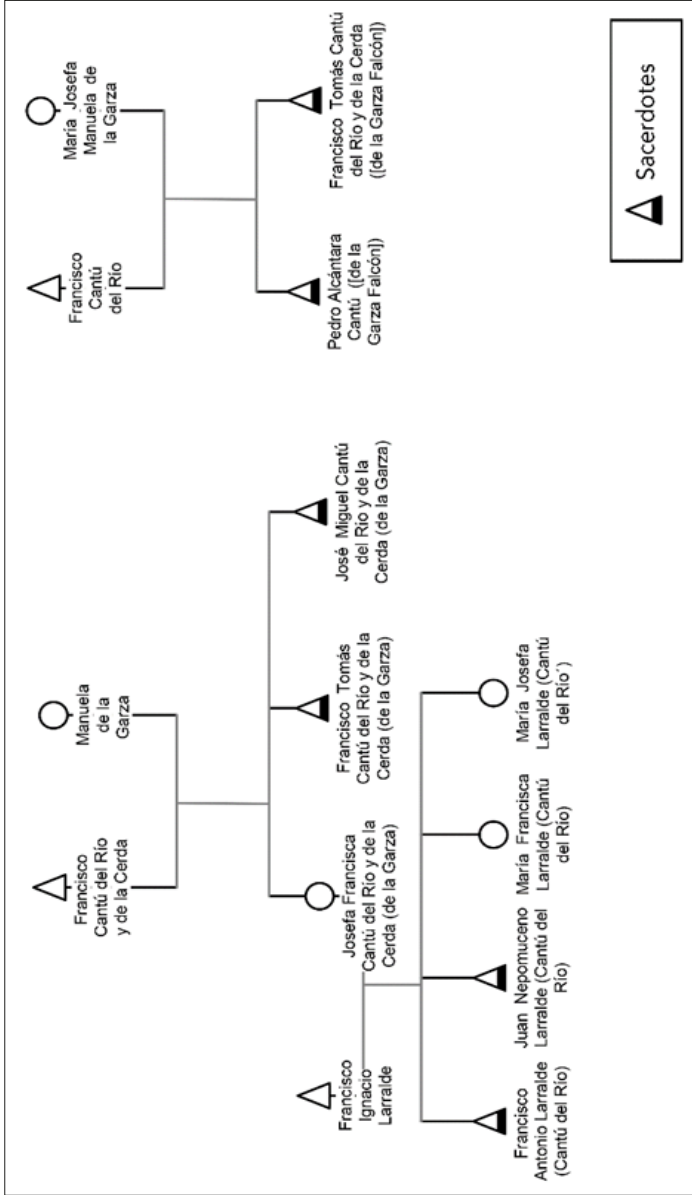 Francisco
Cantú del Río
y de la Cerda
Manuela
de la
Garza
Francisco
Cantú
del Río
María Josefa
Manuela de
la Garza
Francisco
Ignacio
Larralde
Josefa Francisca
Cantú del Río y de la
Cerda (de la Garza)
Francisco Tomás
Cantú del Río y de la
Cerda (de la Garza)
José Miguel Cantú
del Río y de la
Cerda (de la Garza)
Pedro Alcántara
Cantú ([de la
Garza Falcón])
Francisco Tomás Cantú
del Río y de la Cerda
([de la Garza Falcón])
Francisco
Antonio Larralde
(Cantú del Río)
Juan Nepomuceno
Larralde (Cantú del
Río)
María Francisca
Larralde (Cantú
del Río)
María Josefa
Larralde (Cantú
del Río´)
Sacerdotes